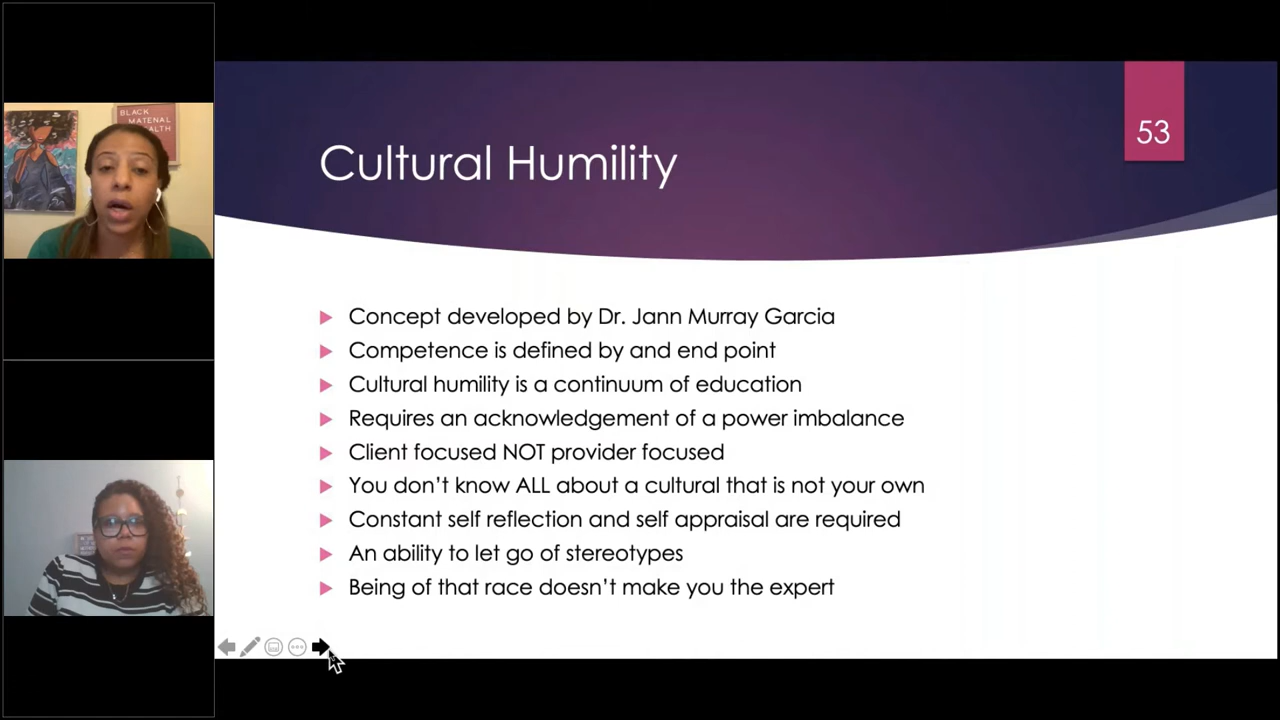 BLACK
MATENAL
HEALTH
53
Cultural Humility
Concept developed by Dr. Jann Murray Garcia
Competence is defined by and end point
Cultural humility is a continuum of education
Requires an acknowledgement of a power imbalance
Client focused NOT provider focused
You don't know ALL about a cultural that is not your own
Constant self reflection and self appraisal are required
An ability to let go of stereotypes
Being of that race doesn't make you the expert